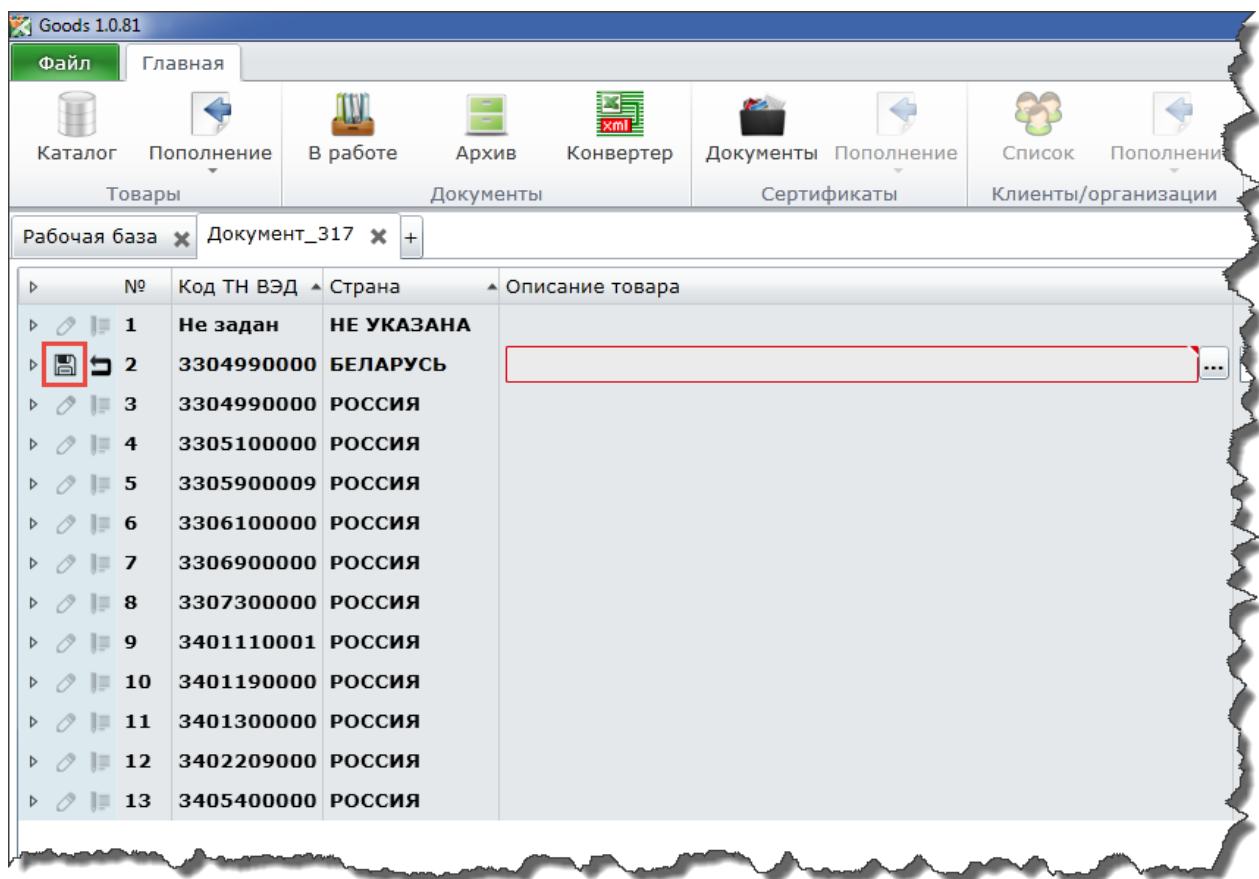 Goods 1.0.81
Файл Главная
Каталог Пополнение В работе Архив Конвертер Документы Пополнение Список Пополнени
xml
Товары Документы Сертификаты Клиенты/организации
Рабочая база Документ_317 +
№ Код ТН ВЭД Страна Описание товара
1 Не задан НЕ УКАЗАНА
2 3304990000 БЕЛАРУСЬ ...
3 3304990000 РОССИЯ
4 3305100000 РОССИЯ
5 3305900009 РОССИЯ
6 3306100000 РОССИЯ
7 3306900000 РОССИЯ
8 3307300000 РОССИЯ
9 3401110001 РОССИЯ
10 3401190000 РОССИЯ
11 3401300000 РОССИЯ
12 3402209000 РОССИЯ
13 3405400000 РОССИЯ